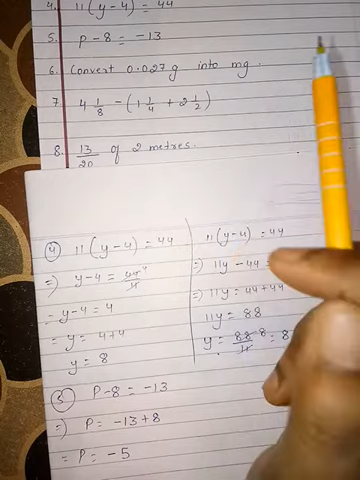 4. 11(y-4) = 44
5. P-8 = -13
6. Convert 0.027 g into mg.
7 4 1/8 - (1 1/4 + 2 1/2)
8. 13/20 of 2 metres.
④ 11(y-4) = 44
=) y-4 = 44/11 4
= y-4 = 4
= y = 4+4
y = 8
11(y-4) = 44
=) 11y - 44
=) 11y = 44+44
11y = 88
y = 88/11 8 = 8
⑤ P-8 = -13
=) P = -13+8
= P = -5